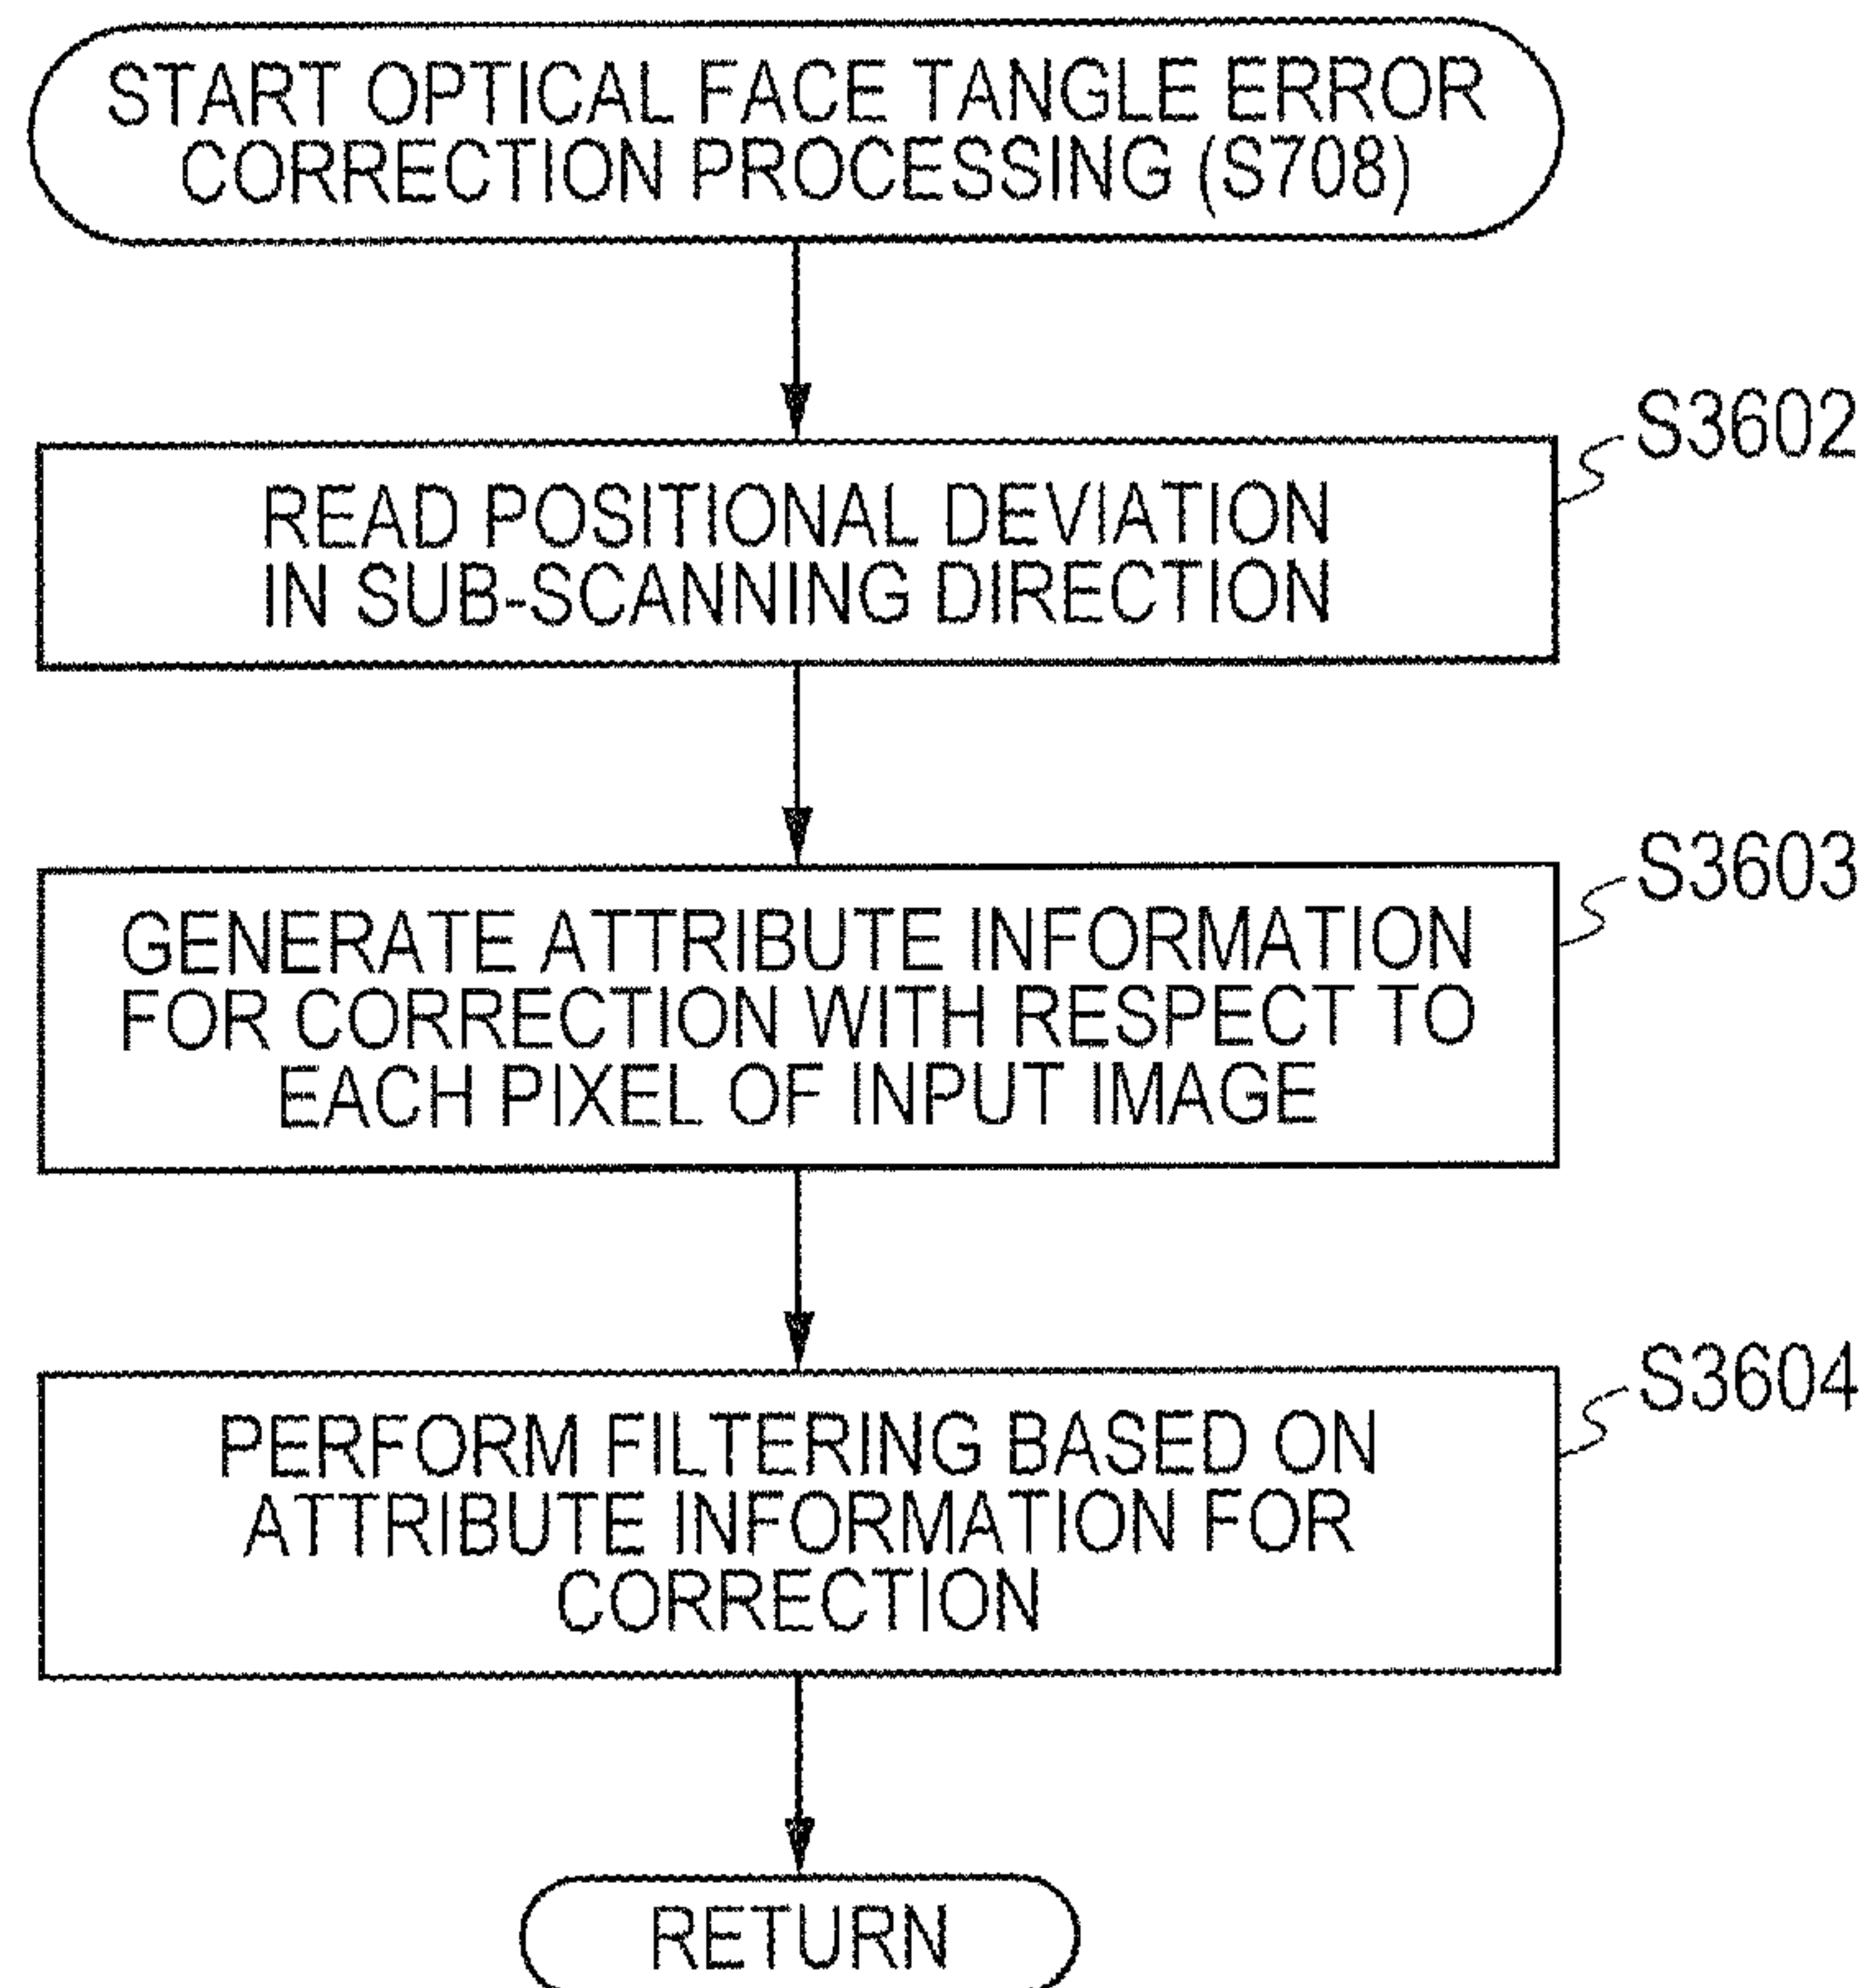 START OPTICAL FACE TANGLE ERROR
CORRECTION PROCESSING (S708)
S3602
READ POSITIONAL DEVIATION
IN SUB-SCANNING DIRECTION
S3603
GENERATE ATTRIBUTE INFORMATION
FOR CORRECTION WITH RESPECT TO
EACH PIXEL OF INPUT IMAGE
S3604
PERFORM FILTERING BASED ON
ATTRIBUTE INFORMATION FOR
CORRECTION
RETURN